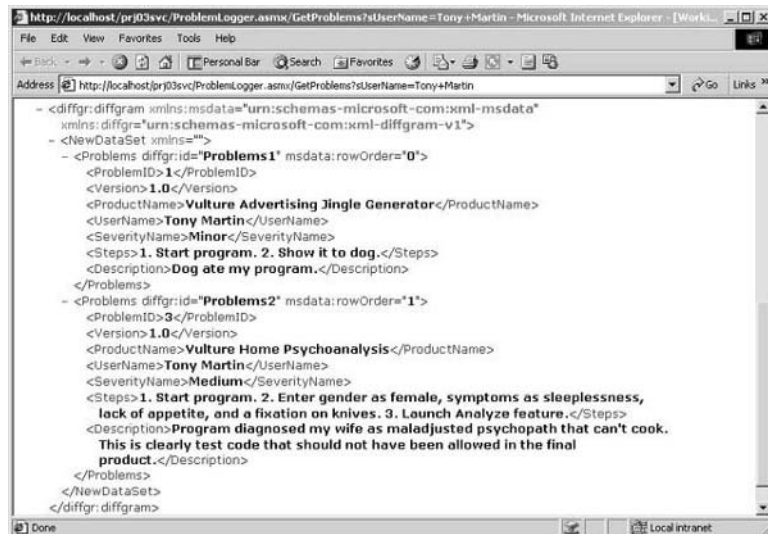 http://localhost/prj03svc/ProblemLogger.asmx/GetProblems?sUserName=Tony+Martin - Microsoft Internet Explorer - [Worki...
File Edit View Favorites Tools Help
Back Personal Bar Search Favorites
Address http://localhost/prj03svc/ProblemLogger.asmx/GetProblems?sUserName=Tony+Martin Go Links »
- <diffgr:diffgram xmlns:msdata="urn:schemas-microsoft-com:xml-msdata"
xmlns:diffgr="urn:schemas-microsoft-com:xml-diffgram-v1">
- <NewDataSet xmlns="">
- <Problems diffgr:id="Problems1" msdata:rowOrder="0">
<ProblemID>1</ProblemID>
<Version>1.0</Version>
<ProductName>Vulture Advertising Jingle Generator</ProductName>
<UserName>Tony Martin</UserName>
<SeverityName>Minor</SeverityName>
<Steps>1. Start program. 2. Show it to dog.</Steps>
<Description>Dog ate my program.</Description>
</Problems>
- <Problems diffgr:id="Problems2" msdata:rowOrder="1">
<ProblemID>3</ProblemID>
<Version>1.0</Version>
<ProductName>Vulture Home Psychoanalysis</ProductName>
<UserName>Tony Martin</UserName>
<SeverityName>Medium</SeverityName>
<Steps>1. Start program. 2. Enter gender as female, symptoms as sleeplessness,
lack of appetite, and a fixation on knives. 3. Launch Analyze feature.</Steps>
<Description>Program diagnosed my wife as maladjusted psychopath that can't cook.
This is clearly test code that should not have been allowed in the final
product.</Description>
</Problems>
</NewDataSet>
</diffgr:diffgram>
Done Local intranet